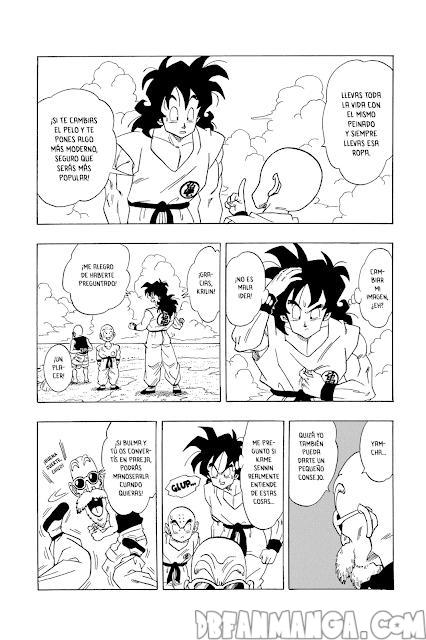 LLEVAS TODA
LA VIDA CON
EL MISMO
PEINADO
Y SIEMPRE
LLEVAS ESA
ROPA.
¡SI TE CAMBIAS
EL PELO Y TE
PONES ALGO
MÁS MODERNO,
SEGURO QUE
SERÁS MÁS
POPULAR!
CAM-
BIAR
MI
IMAGEN,
¿EH?
¡NO ES
MALA
IDEA!
¡GRA-
CIAS,
KRILIN!
¡ME ALEGRO
DE HABERTE
PREGUNTADO!
¡UN
PLA-
CER!
YAM-
CHA...
QUIZÁ YO
TAMBIÉN
PUEDA
DARTE UN
PEQUEÑO
CONSEJO.
ME PRE-
GUNTO SI
KAME
SENNIN
REALMENTE
ENTIENDE
DE ESTAS
COSAS...
GLUP...
¡SI BULMA Y
TÚ OS CONVER-
TÍS EN PAREJA,
PODRÁS
MANOSEARLA
CUANDO
QUIERAS!
DBFANMANGA.COM